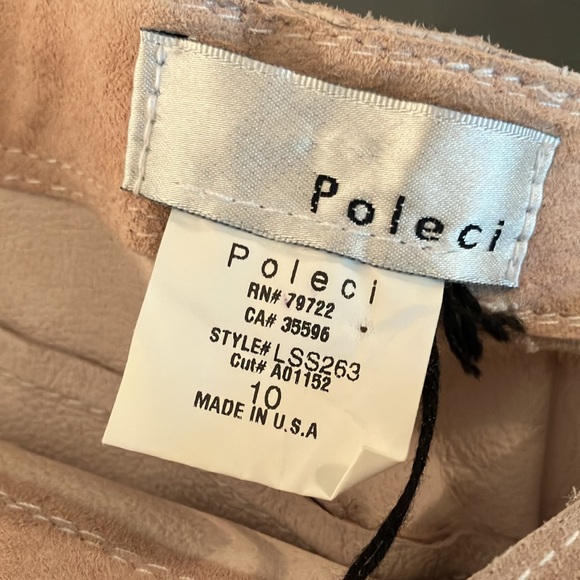 Poleci
Poleci
RN# 79722
CA# 35596
STYLE# LSS263
Cut# A01152
10
MADE IN U.S.A